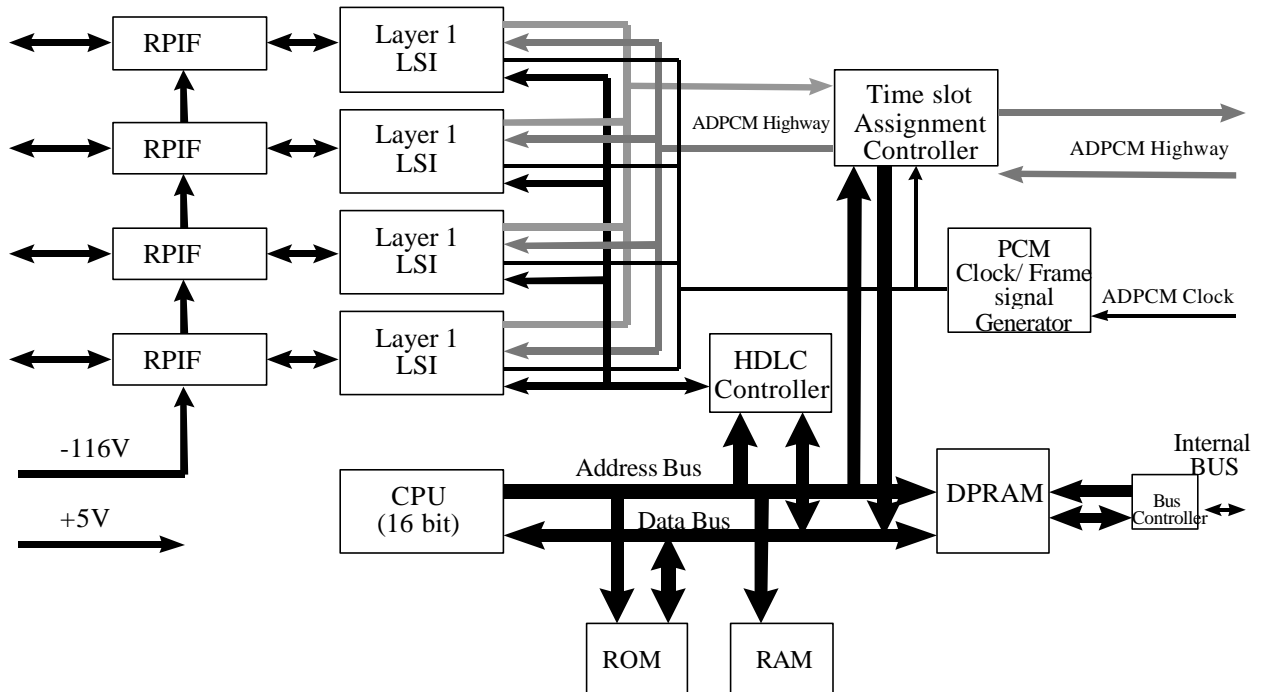 RPIF
Layer 1
LSI
RPIF
Layer 1
LSI
RPIF
Layer 1
LSI
RPIF
Layer 1
LSI
ADPCM Highway
Time slot
Assignment
Controller
ADPCM Highway
PCM
Clock/ Frame
signal
Generator
ADPCM Clock
HDLC
Controller
-116V
+5V
CPU
(16 bit)
Address Bus
Data Bus
DPRAM
Internal
BUS
Bus
Controller
ROM
RAM